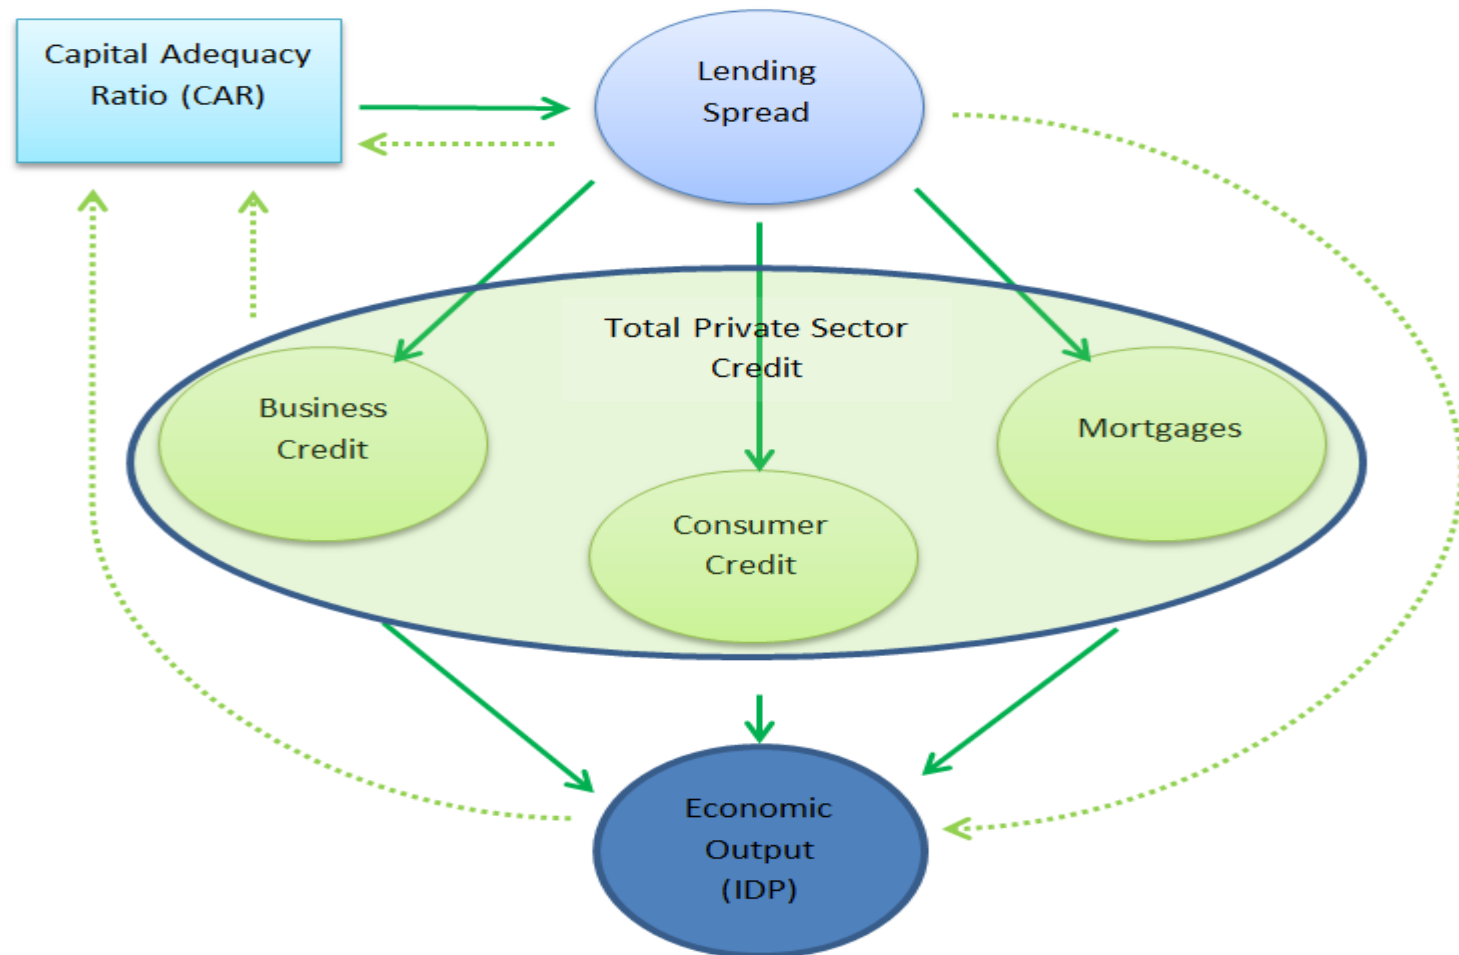 Capital Adequacy
Ratio (CAR)
Lending
Spread
Total Private Sector
Credit
Business
Credit
Mortgages
Consumer
Credit
Economic
Output
(IDP)